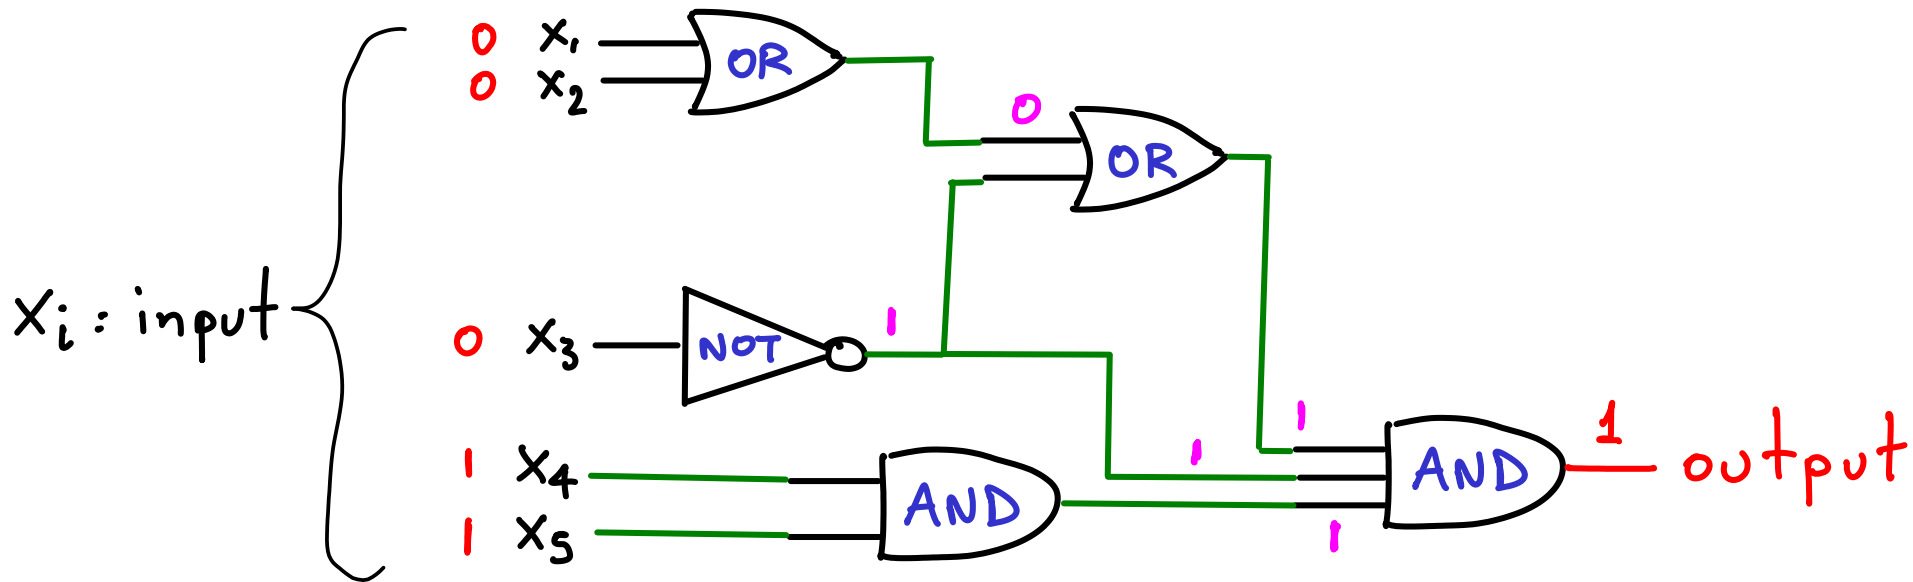 0 x₁
0 x₂
OR
0
OR
xᵢ : input
0 x₃
NOT
1
1 x₄
1 x₅
AND
1
1
1
AND
1
output